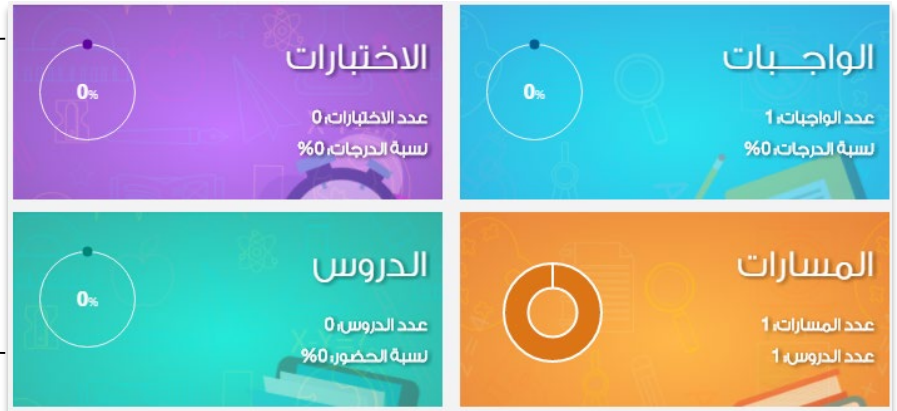 الواجـــبات
عدد الواجبات: 1
نسبة الدرجات: 0%
0%
الاختبارات
عدد الاختبارات: 0
نسبة الدرجات: 0%
0%
المسارات
عدد المسارات: 1
عدد الدروس: 1
الدروس
عدد الدروس: 0
نسبة الحضور: 0%
0%